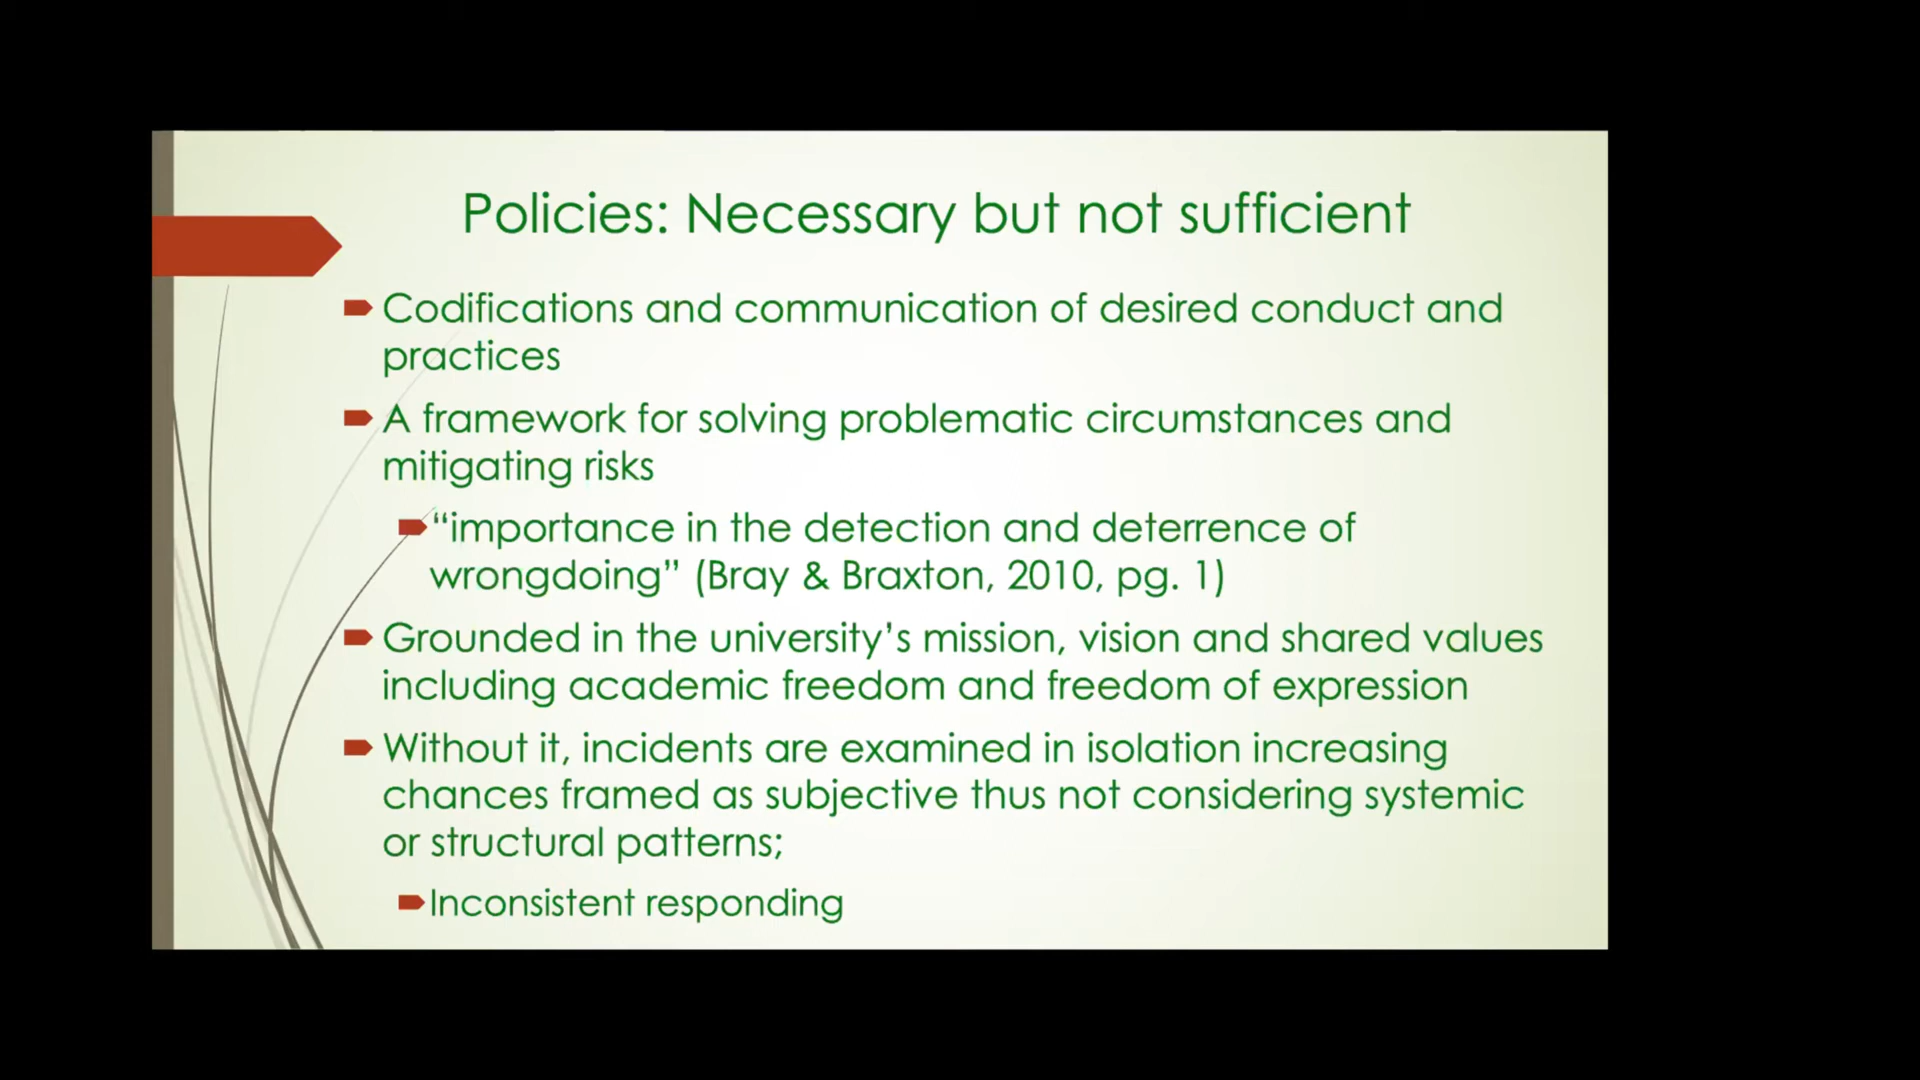 Policies: Necessary but not sufficient
Codifications and communication of desired conduct and
practices
A framework for solving problematic circumstances and
mitigating risks
“importance in the detection and deterrence of
wrongdoing” (Bray & Braxton, 2010, pg. 1)
Grounded in the university’s mission, vision and shared values
including academic freedom and freedom of expression
Without it, incidents are examined in isolation increasing
chances framed as subjective thus not considering systemic
or structural patterns;
Inconsistent responding